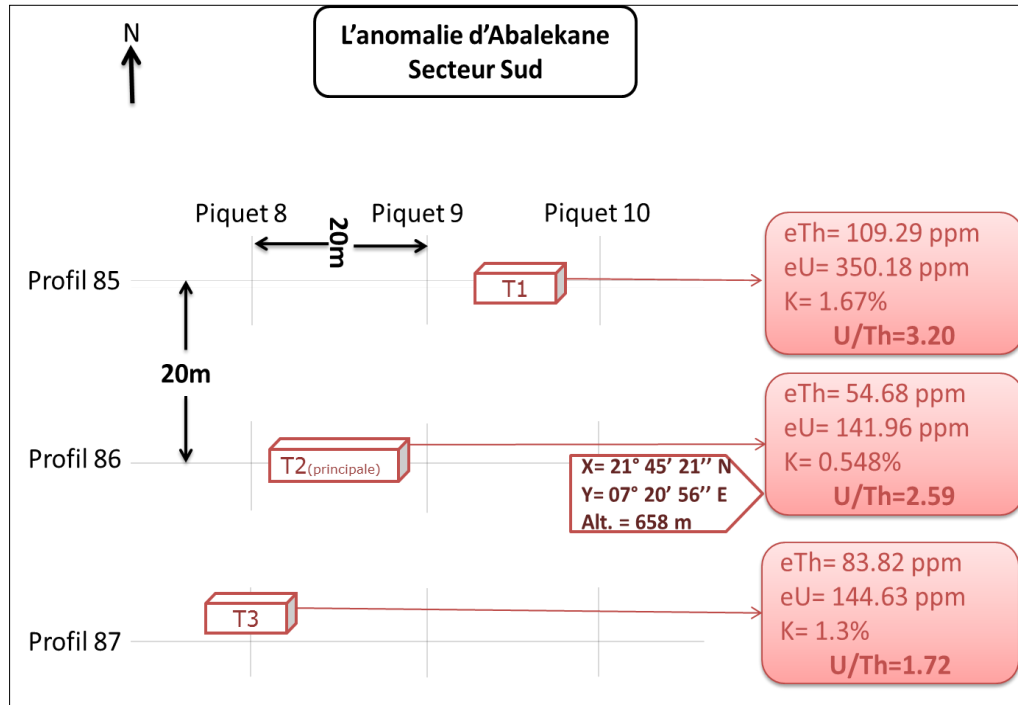 L’anomalie d’Abalekane
Secteur Sud
N
Piquet 8
Piquet 9
Piquet 10
20m
Profil 85
T1
eTh= 109.29 ppm
eU= 350.18 ppm
K= 1.67%
U/Th=3.20
20m
Profil 86
T2(principale)
X= 21° 45’ 21’’ N
Y= 07° 20’ 56’’ E
Alt. = 658 m
eTh= 54.68 ppm
eU= 141.96 ppm
K= 0.548%
U/Th=2.59
Profil 87
T3
eTh= 83.82 ppm
eU= 144.63 ppm
K= 1.3%
U/Th=1.72